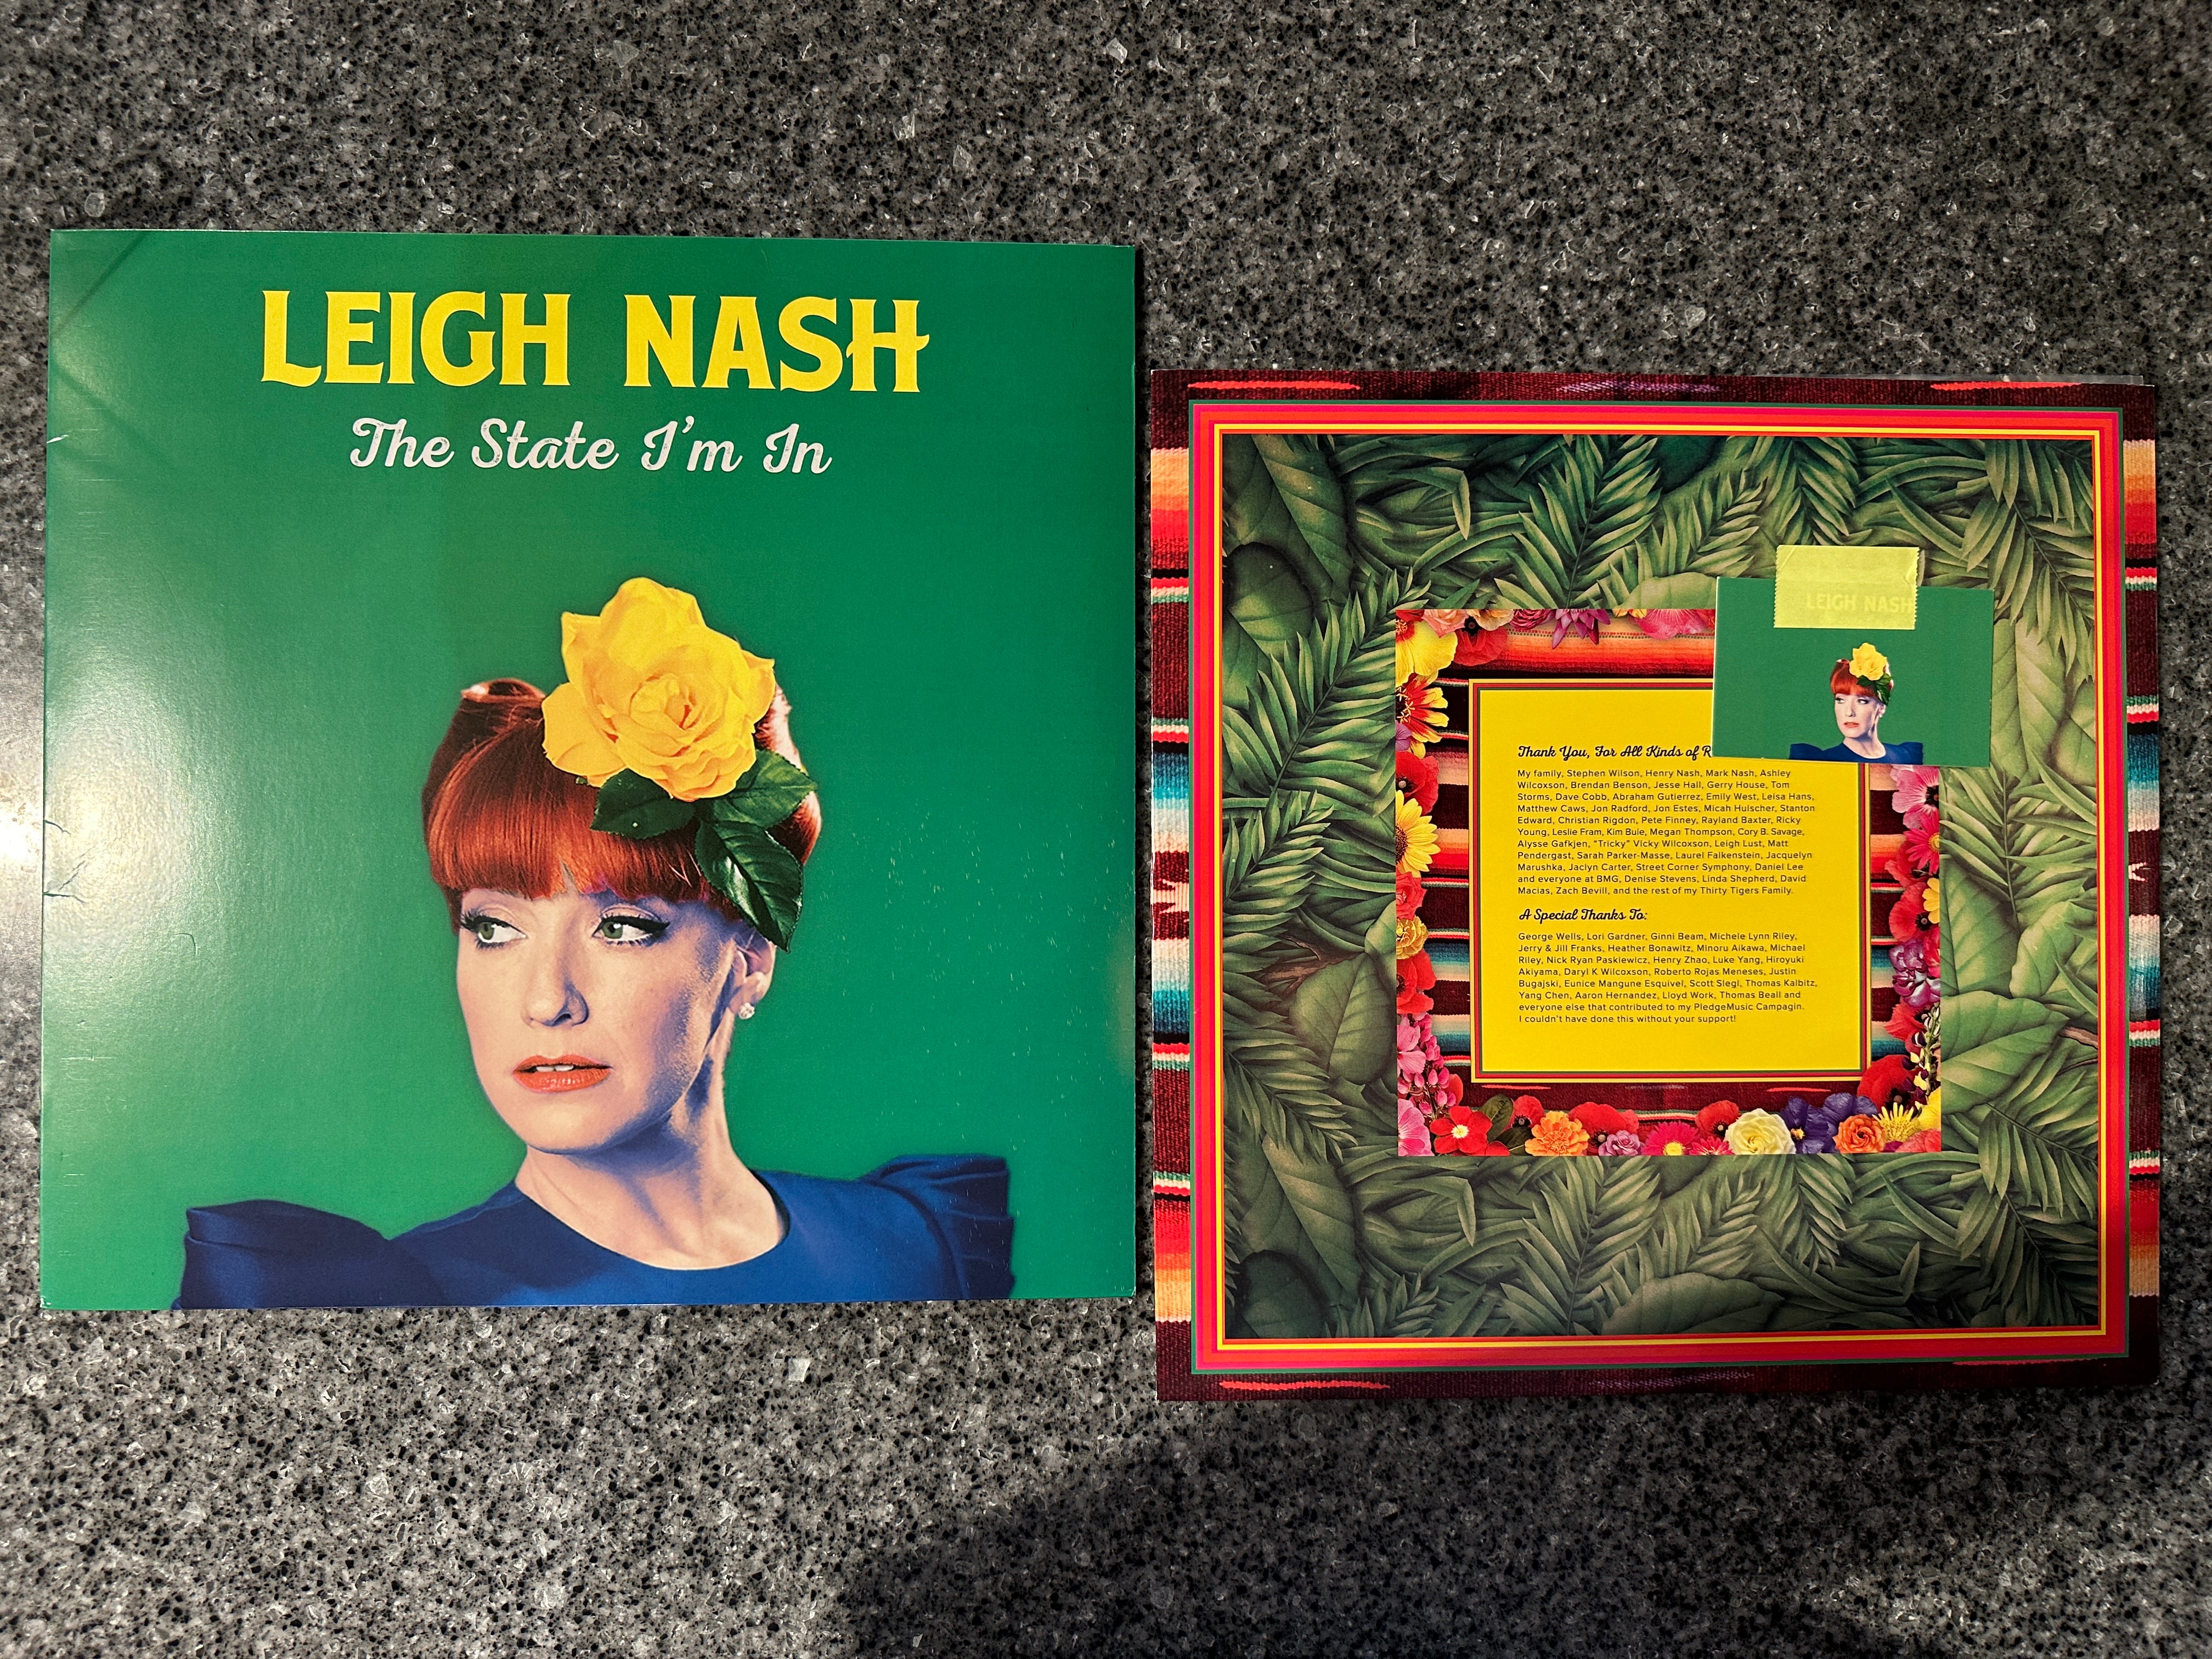 LEIGH NASH
The State I'm In
LEIGH NASH
Thank You, For All Kinds of
My family, Stephen Wilson, Henry Nash, Mark Nash, Ashley
Wilcoxson, Brendan Benson, Jesse Hall, Gerry House, Tom
Storms, Dave Cobb, Abraham Gutierrez, Emily West, Leisa Hans,
Matthew Caws, Jon Radford, Jon Estes, Micah Hulscher, Stanton
Edward, Christian Rigdon, Pete Finney, Rayland Baxter, Ricky
Young, Leslie Fram, Kim Buie, Megan Thompson, Cory B. Savage,
Alysse Gafkjen, "Tricky" Vicky Wilcoxson, Leigh Lust, Matt
Pendergast, Sarah Parker-Masse, Laurel Falkenstein, Jacquelyn
Marushka, Jaclyn Carter, Street Corner Symphony, Daniel Lee
and everyone at BMG, Denise Stevens, Linda Shepherd, David
Macias, Zach Bevill, and the rest of my Thirty Tigers Family.
A Special Thanks To:
George Wells, Lori Gardner, Ginni Beam, Michele Lynn Riley,
Jerry & Jill Franks, Heather Bonawitz, Minoru Aikawa, Michael
Riley, Nick Ryan Paskiewicz, Henry Zhao, Luke Yang, Hiroyuki
Akiyama, Daryl K Wilcoxson, Roberto Rojas Meneses, Justin
Bugajski, Eunice Mangune Esquivel, Scott Slegl, Thomas Kalbitz,
Yang Chen, Aaron Hernandez, Lloyd Work, Thomas Beall and
everyone else that contributed to my PledgeMusic Campagin.
I couldn't have done this without your support!